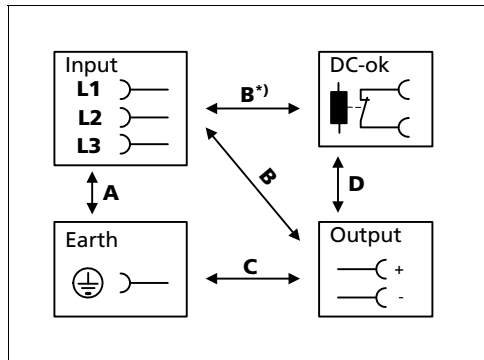 Input
L1
L2
L3
B*)
DC-ok
A
B
D
Earth
C
Output
+
-